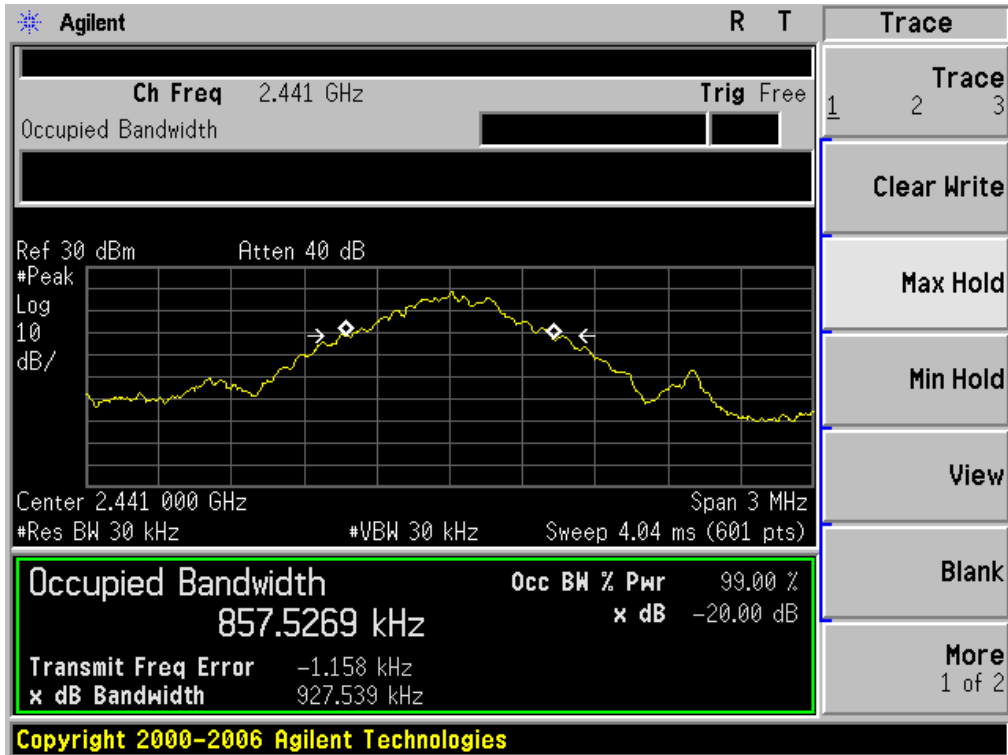 Agilent R T
Ch Freq 2.441 GHz Trig Free
Occupied Bandwidth
Ref 30 dBm Atten 40 dB
#Peak
Log
10
dB/
Center 2.441 000 GHz Span 3 MHz
#Res BW 30 kHz #VBW 30 kHz Sweep 4.04 ms (601 pts)
Occupied Bandwidth Occ BW % Pwr 99.00 %
857.5269 kHz x dB -20.00 dB
Transmit Freq Error -1.158 kHz
x dB Bandwidth 927.539 kHz
Copyright 2000-2006 Agilent Technologies
Trace
Trace
1 2 3
Clear Write
Max Hold
Min Hold
View
Blank
More
1 of 2